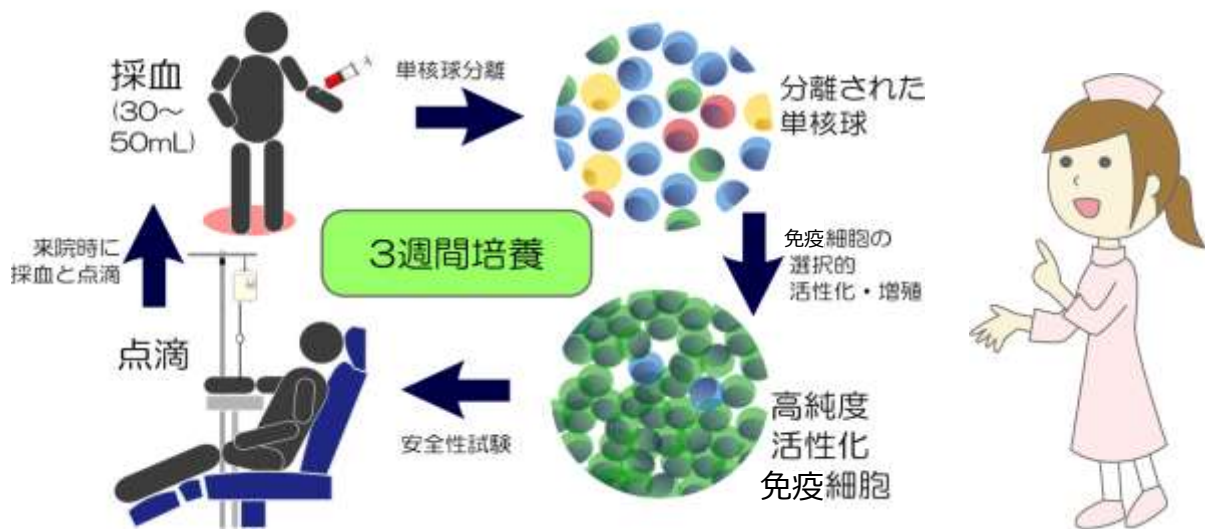 採血
(30〜
50mL)
単核球分離
分離された
単核球
免疫細胞の
選択的
活性化・増殖
3週間培養
高純度
活性化
免疫細胞
安全性試験
点滴
来院時に
採血と点滴